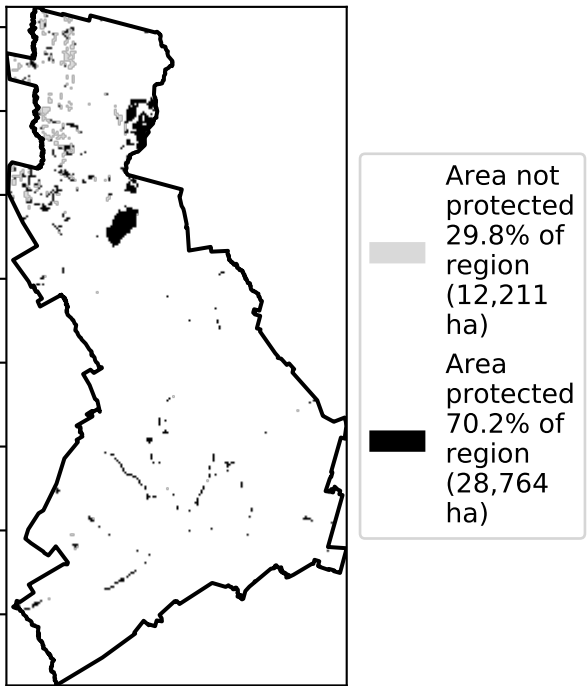 Area not
protected
29.8% of
region
(12,211
ha)
Area
protected
70.2% of
region
(28,764
ha)